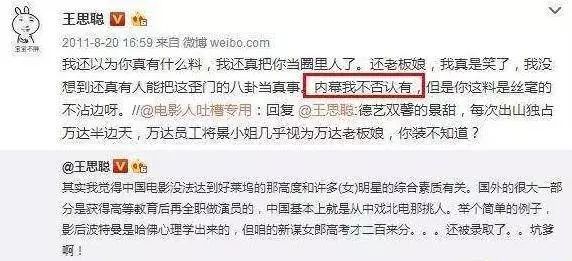 王思聪
2011-8-20 16:59 来自 微博 weibo.com
我还以为你真有什么料，我还真把你当圈里人了。还老板娘，我真是笑了，我没
想到还真有人能把这歪门的八卦当真事。内幕我不否认有，但是你这料是丝毫的
不沾边呀。//@电影人吐槽专用：回复 @王思聪:德艺双馨的景甜，每次出山独占
万达半边天，万达员工将景小姐几乎视为万达老板娘，你装不知道？
@王思聪
其实我觉得中国电影没法达到好莱坞的那高度和许多(女)明星的综合素质有关。国外的很大一部
分是获得高等教育后再全职做演员的，中国基本上就是从中戏北电那挑人。举个简单的例子，
影后波特曼是哈佛心理学出来的，但咱的新谋女郎高考才二百来分。。。还被录取了。。坑爹
啊！